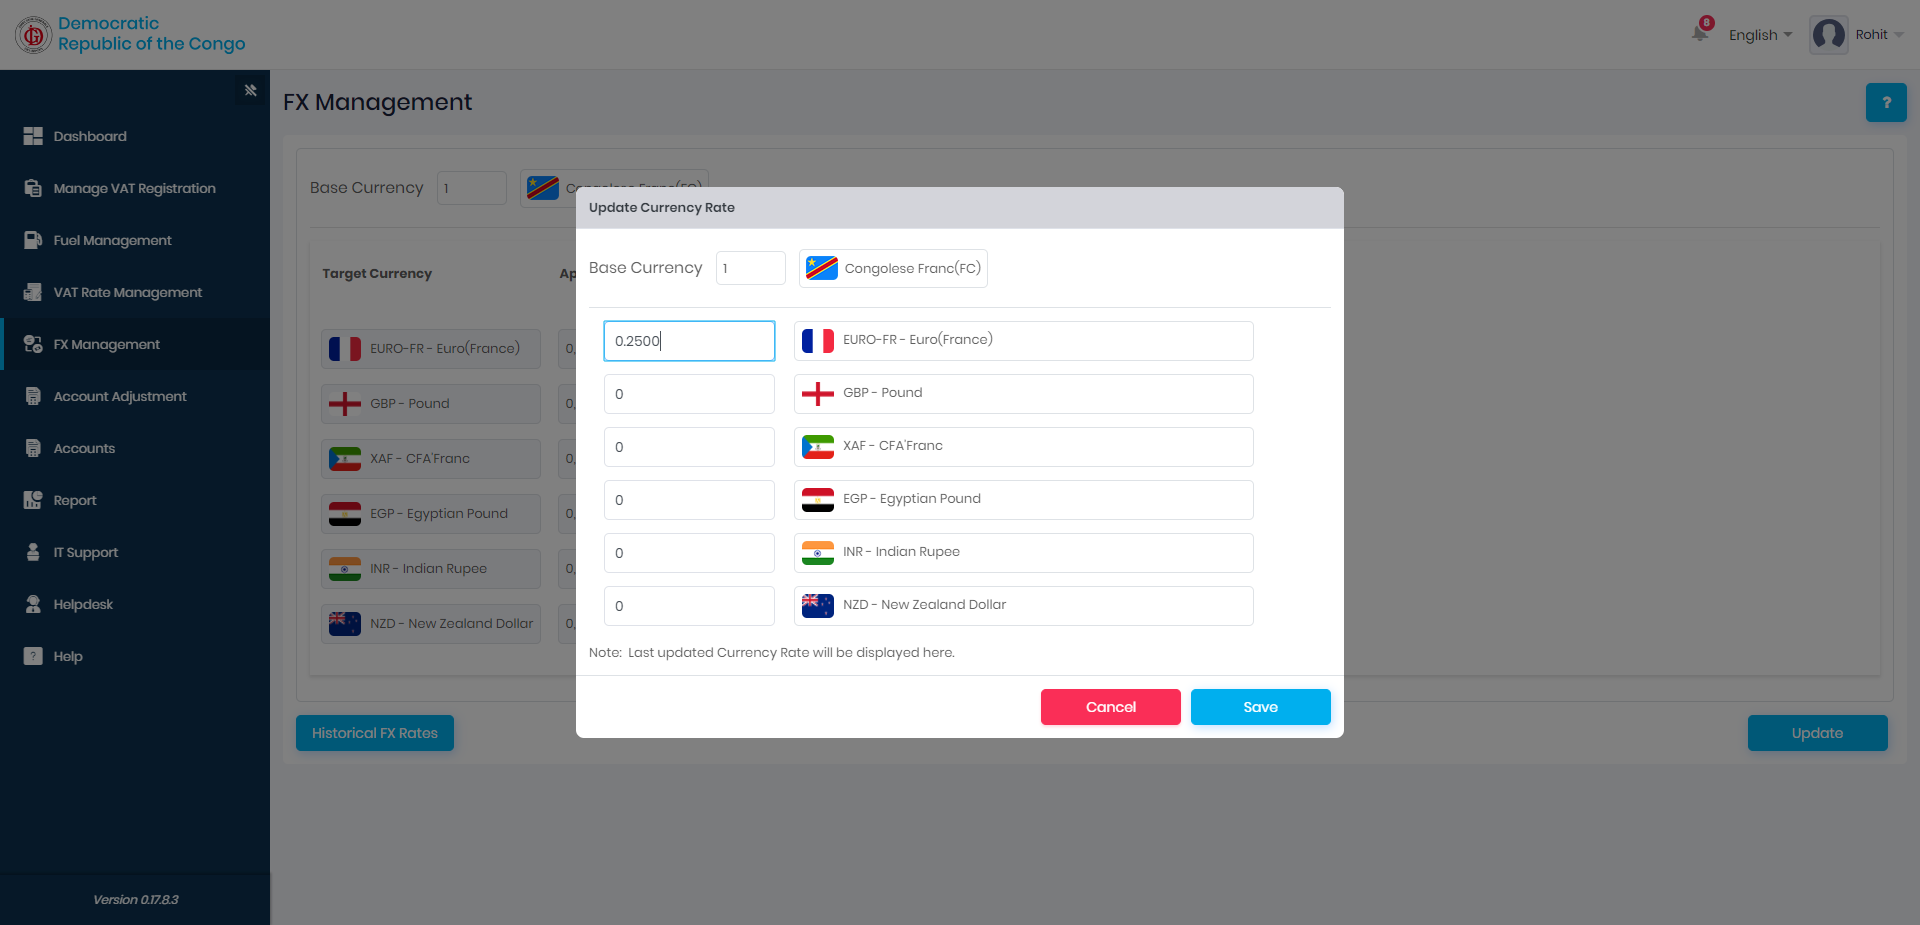 Democratic
Republic of the Congo
8
English
Rohit
Dashboard
Manage VAT Registration
Fuel Management
VAT Rate Management
FX Management
Account Adjustment
Accounts
Report
IT Support
Helpdesk
? Help
Version 0.17.8.3
FX Management
?
Base Currency 1 Congolese Franc(FC)
Target Currency Ap
EURO-FR - Euro(France) 0,
GBP - Pound 0,
XAF - CFA'Franc 0,
EGP - Egyptian Pound 0,
INR - Indian Rupee 0,
NZD - New Zealand Dollar 0,
Historical FX Rates
Update
Update Currency Rate
Base Currency 1 Congolese Franc(FC)
0.2500 EURO-FR - Euro(France)
0 GBP - Pound
0 XAF - CFA'Franc
0 EGP - Egyptian Pound
0 INR - Indian Rupee
0 NZD - New Zealand Dollar
Note: Last updated Currency Rate will be displayed here.
Cancel
Save